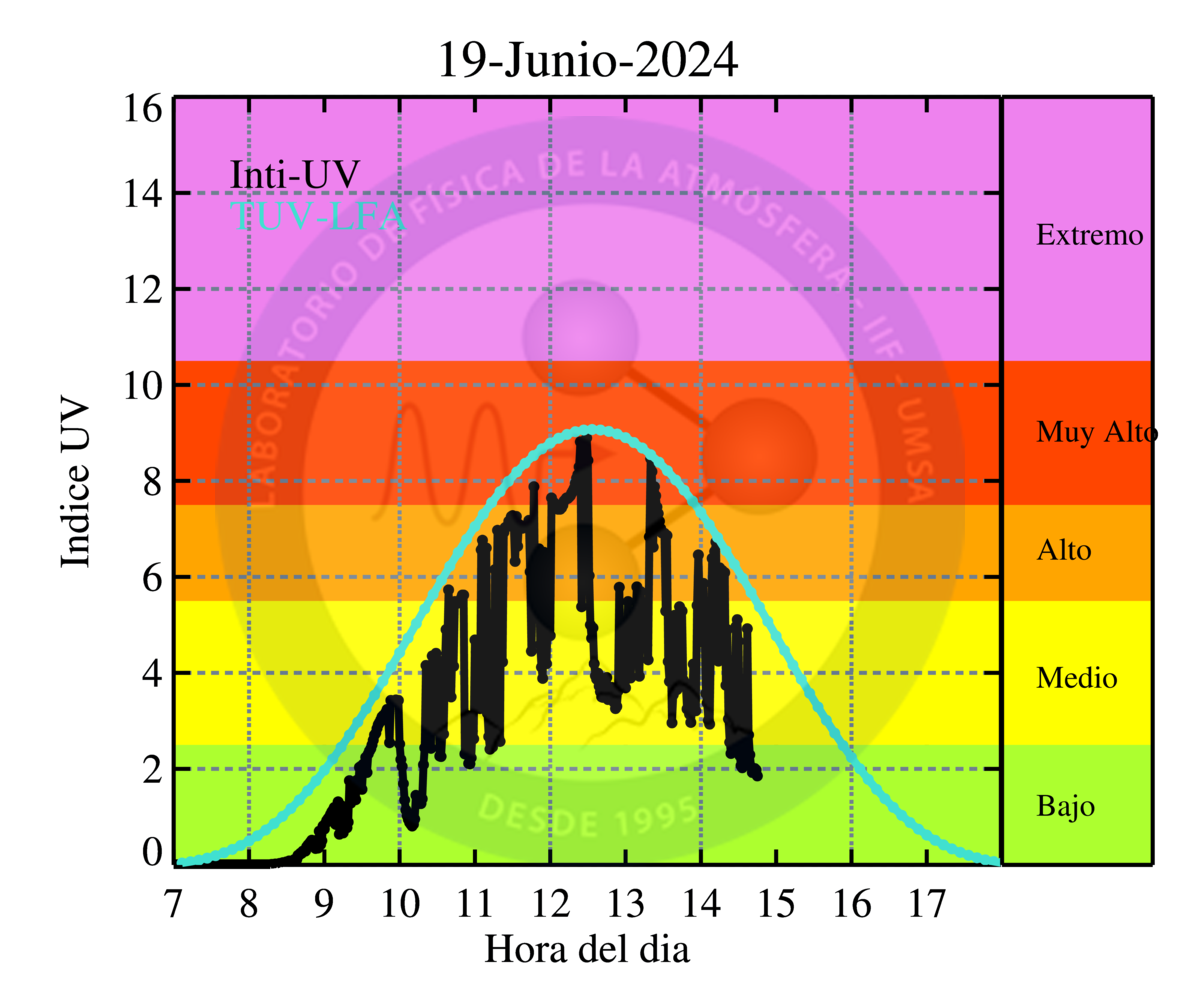 19-Junio-2024
16
14
12
10
8
6
4
2
0
Indice UV
Inti-UV
TUV-LFA
LABORATORIO DE FÍSICA DE LA ATMÓSFERA - IIF - UMSA
DESDE 1995
Extremo
Muy Alto
Alto
Medio
Bajo
7 8 9 10 11 12 13 14 15 16 17
Hora del dia